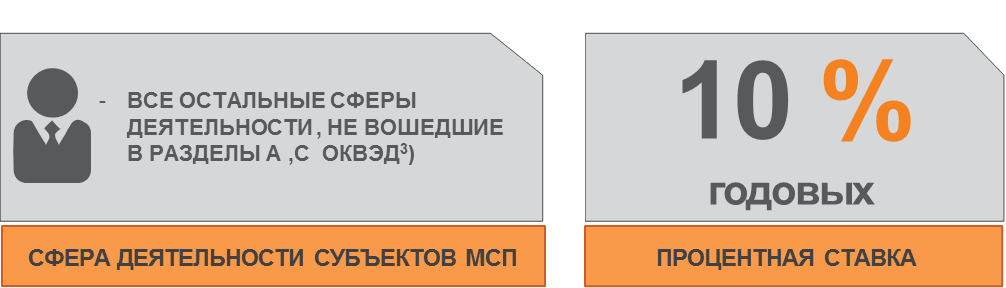 - ВСЕ ОСТАЛЬНЫЕ СФЕРЫ
ДЕЯТЕЛЬНОСТИ , НЕ ВОШЕДШИЕ
В РАЗДЕЛЫ А ,С ОКВЭД³)
СФЕРА ДЕЯТЕЛЬНОСТИ СУБЪЕКТОВ МСП
10 %
годовых
ПРОЦЕНТНАЯ СТАВКА